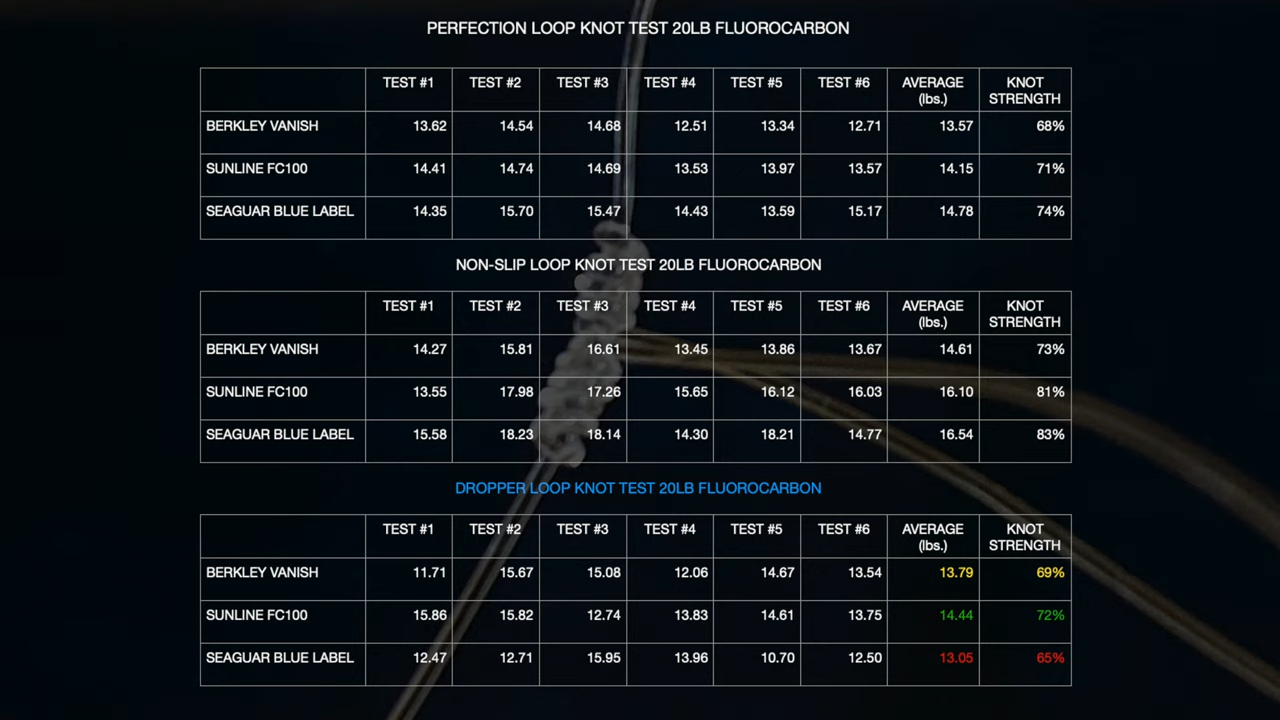 PERFECTION LOOP KNOT TEST 20LB FLUOROCARBON
TEST #1 TEST #2 TEST #3 TEST #4 TEST #5 TEST #6 AVERAGE (lbs.) KNOT STRENGTH
BERKLEY VANISH 13.62 14.54 14.68 12.51 13.34 12.71 13.57 68%
SUNLINE FC100 14.41 14.74 14.69 13.53 13.97 13.57 14.15 71%
SEAGUAR BLUE LABEL 14.35 15.70 15.47 14.43 13.59 15.17 14.78 74%
NON-SLIP LOOP KNOT TEST 20LB FLUOROCARBON
TEST #1 TEST #2 TEST #3 TEST #4 TEST #5 TEST #6 AVERAGE (lbs.) KNOT STRENGTH
BERKLEY VANISH 14.27 15.81 16.61 13.45 13.86 13.67 14.61 73%
SUNLINE FC100 13.55 17.98 17.26 15.65 16.12 16.03 16.10 81%
SEAGUAR BLUE LABEL 15.58 18.23 18.14 14.30 18.21 14.77 16.54 83%
DROPPER LOOP KNOT TEST 20LB FLUOROCARBON
TEST #1 TEST #2 TEST #3 TEST #4 TEST #5 TEST #6 AVERAGE (lbs.) KNOT STRENGTH
BERKLEY VANISH 11.71 15.67 15.08 12.06 14.67 13.54 13.79 69%
SUNLINE FC100 15.86 15.82 12.74 13.83 14.61 13.75 14.44 72%
SEAGUAR BLUE LABEL 12.47 12.71 15.95 13.96 10.70 12.50 13.05 65%